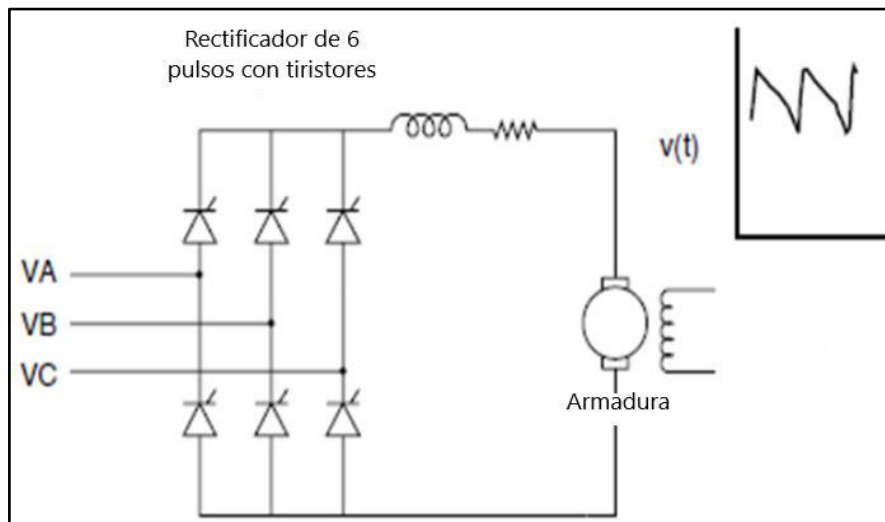 Rectificador de 6
pulsos con tiristores
v(t)
VA
VB
VC
Armadura